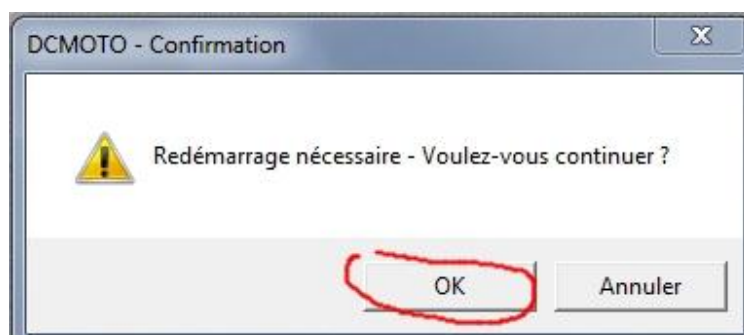 DCMOTO - Confirmation
Redémarrage nécessaire - Voulez-vous continuer ?
OK
Annuler